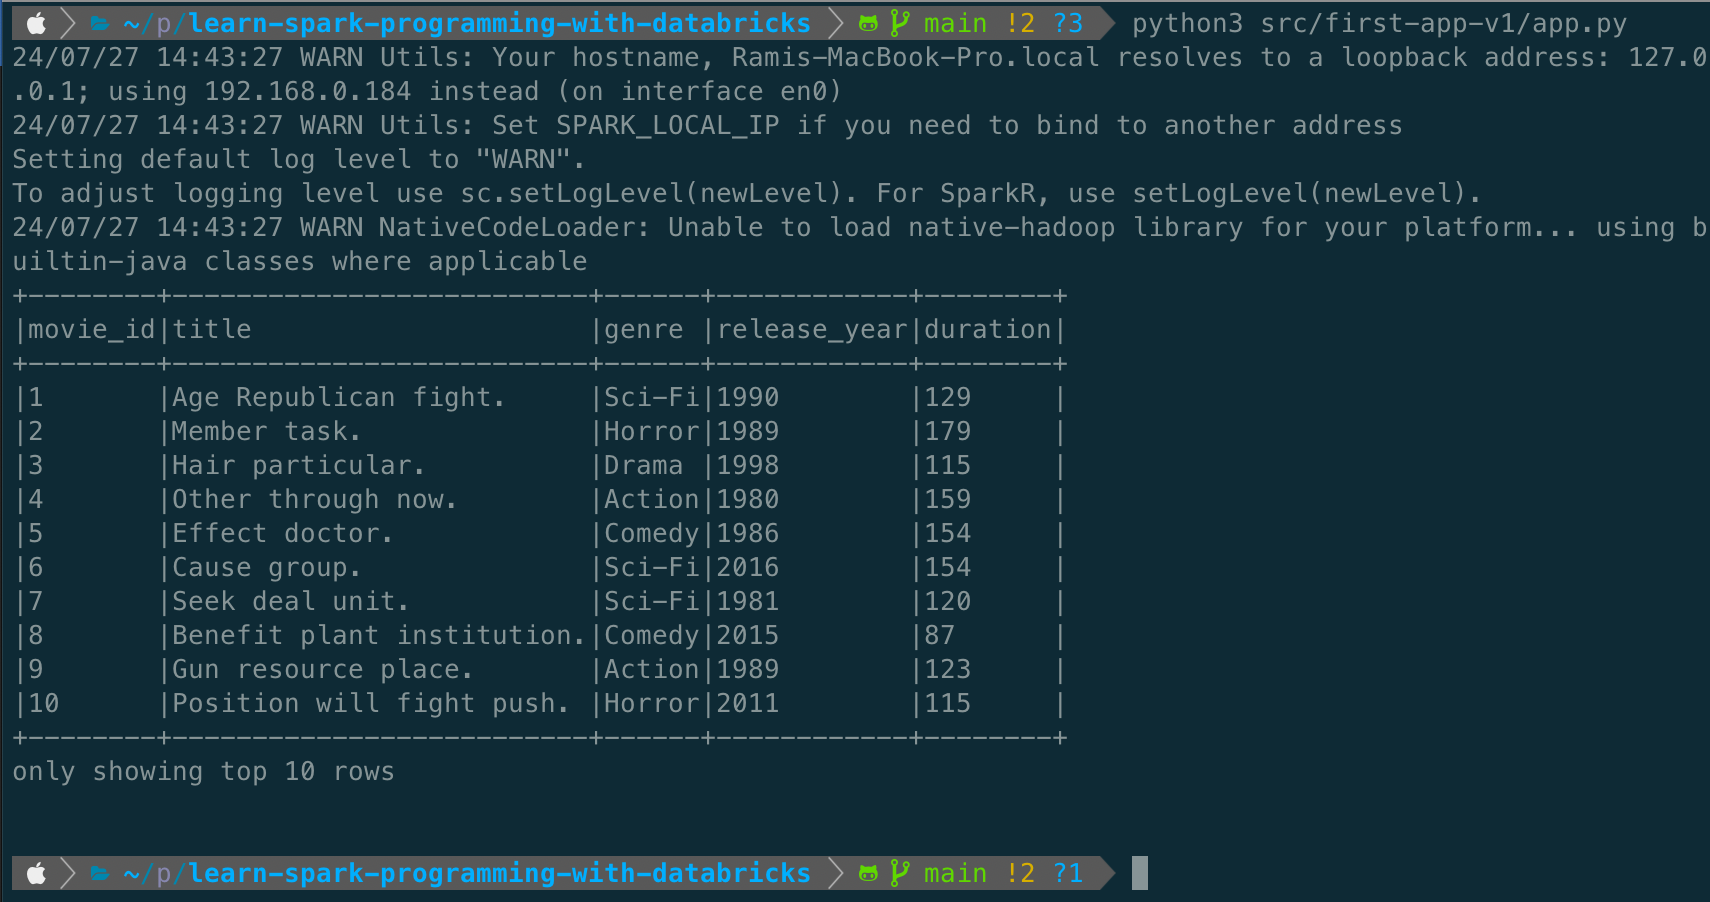 ~/p/learn-spark-programming-with-databricks main !2 ?3 python3 src/first-app-v1/app.py
24/07/27 14:43:27 WARN Utils: Your hostname, Ramis-MacBook-Pro.local resolves to a loopback address: 127.0
.0.1; using 192.168.0.184 instead (on interface en0)
24/07/27 14:43:27 WARN Utils: Set SPARK_LOCAL_IP if you need to bind to another address
Setting default log level to "WARN".
To adjust logging level use sc.setLogLevel(newLevel). For SparkR, use setLogLevel(newLevel).
24/07/27 14:43:27 WARN NativeCodeLoader: Unable to load native-hadoop library for your platform... using b
uiltin-java classes where applicable
+--------+--------------------------+------+------------+--------+
|movie_id|title                     |genre |release_year|duration|
+--------+--------------------------+------+------------+--------+
|1       |Age Republican fight.     |Sci-Fi|1990        |129     |
|2       |Member task.              |Horror|1989        |179     |
|3       |Hair particular.          |Drama |1998        |115     |
|4       |Other through now.        |Action|1980        |159     |
|5       |Effect doctor.            |Comedy|1986        |154     |
|6       |Cause group.              |Sci-Fi|2016        |154     |
|7       |Seek deal unit.           |Sci-Fi|1981        |120     |
|8       |Benefit plant institution.|Comedy|2015        |87      |
|9       |Gun resource place.       |Action|1989        |123     |
|10      |Position will fight push. |Horror|2011        |115     |
+--------+--------------------------+------+------------+--------+
only showing top 10 rows
~/p/learn-spark-programming-with-databricks main !2 ?1